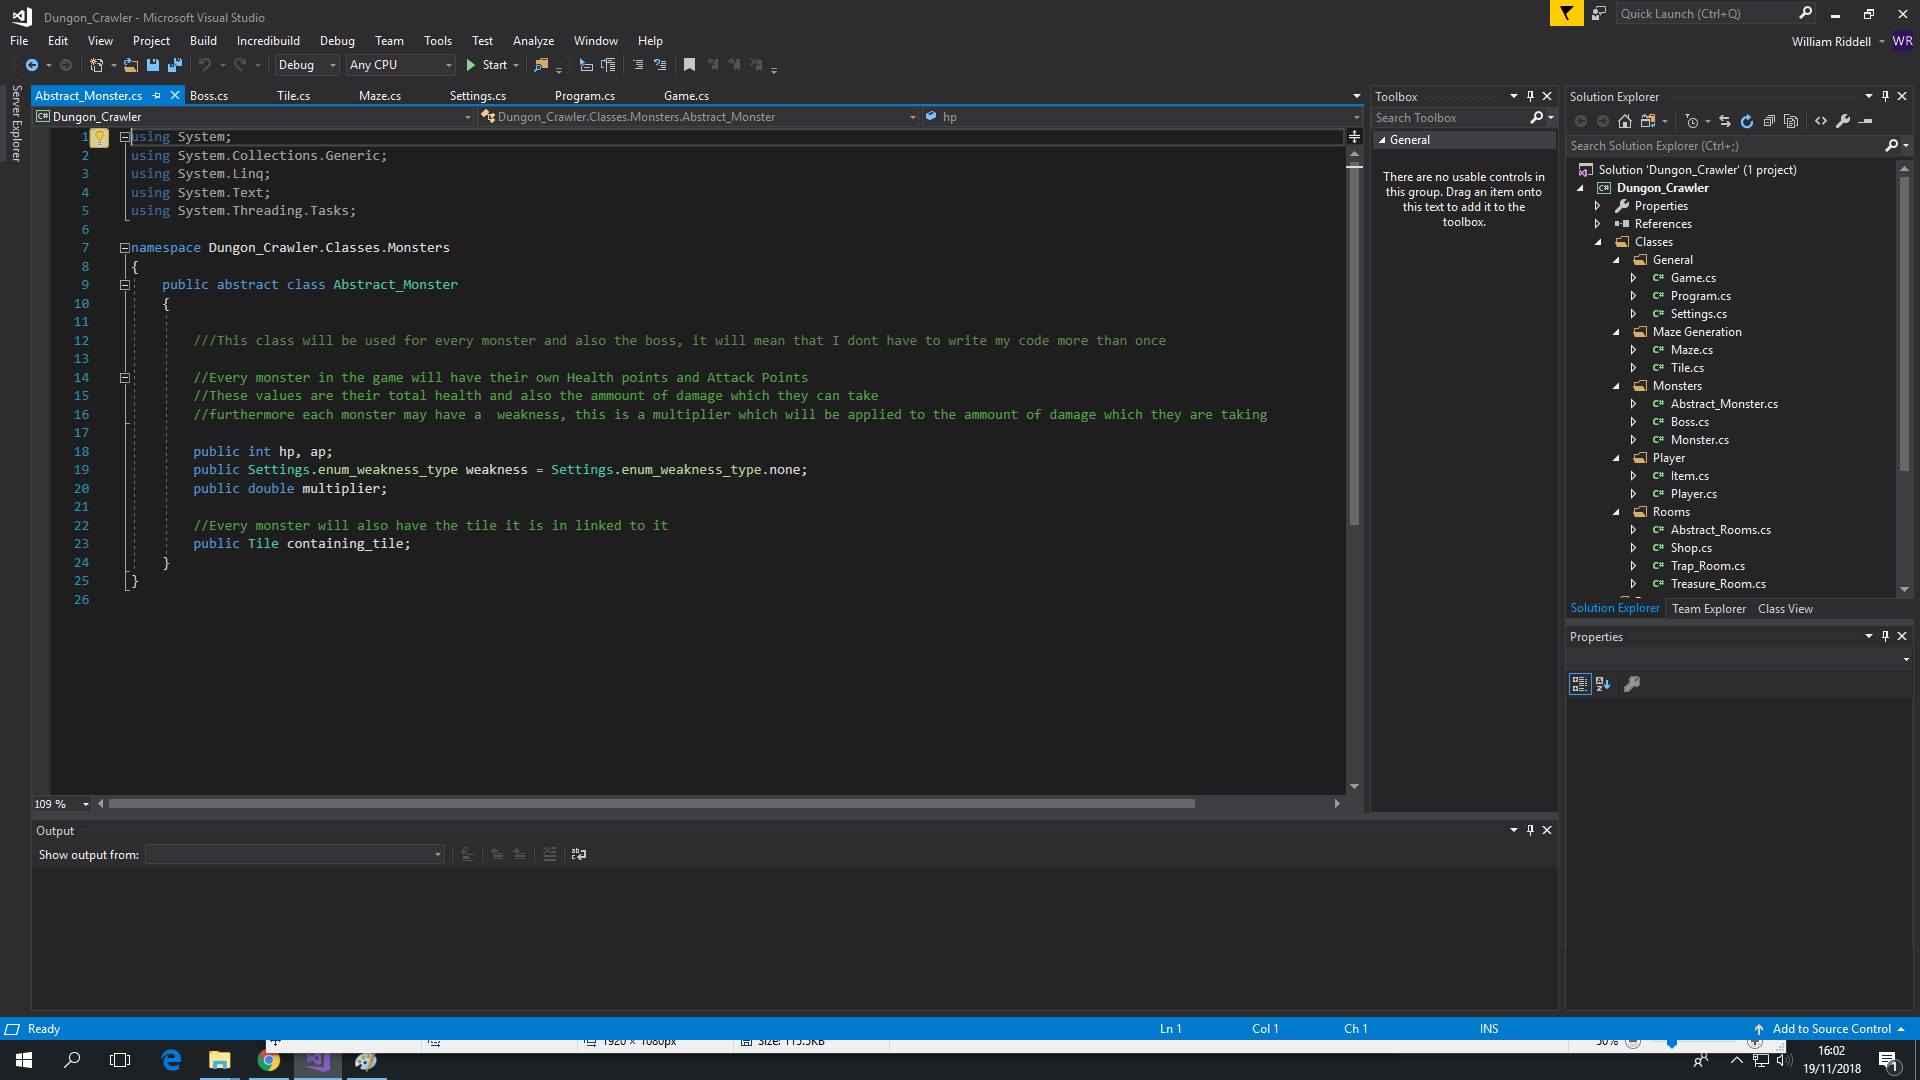 Dungon_Crawler - Microsoft Visual Studio
Quick Launch (Ctrl+Q)
File Edit View Project Build Incredibuild Debug Team Tools Test Analyze Window Help
William Riddell WR
Debug Any CPU Start
Server Explorer
Abstract_Monster.cs Boss.cs Tile.cs Maze.cs Settings.cs Program.cs Game.cs
C# Dungon_Crawler Dungon_Crawler.Classes.Monsters.Abstract_Monster hp
1 using System;
2 using System.Collections.Generic;
3 using System.Linq;
4 using System.Text;
5 using System.Threading.Tasks;
6
7 namespace Dungon_Crawler.Classes.Monsters
8 {
9 public abstract class Abstract_Monster
10 {
11
12 ///This class will be used for every monster and also the boss, it will mean that I dont have to write my code more than once
13
14 //Every monster in the game will have their own Health points and Attack Points
15 //These values are their total health and also the ammount of damage which they can take
16 //furthermore each monster may have a  weakness, this is a multiplier which will be applied to the ammount of damage which they are taking
17
18 public int hp, ap;
19 public Settings.enum_weakness_type weakness = Settings.enum_weakness_type.none;
20 public double multiplier;
21
22 //Every monster will also have the tile it is in linked to it
23 public Tile containing_tile;
24 }
25 }
26
109 %
Output
Show output from:
Toolbox
Search Toolbox
General
There are no usable controls in
this group. Drag an item onto
this text to add it to the
toolbox.
Solution Explorer
Search Solution Explorer (Ctrl+;)
Solution 'Dungon_Crawler' (1 project)
C# Dungon_Crawler
Properties
References
Classes
General
C# Game.cs
C# Program.cs
C# Settings.cs
Maze Generation
C# Maze.cs
C# Tile.cs
Monsters
C# Abstract_Monster.cs
C# Boss.cs
C# Monster.cs
Player
C# Item.cs
C# Player.cs
Rooms
C# Abstract_Rooms.cs
C# Shop.cs
C# Trap_Room.cs
C# Treasure_Room.cs
Solution Explorer Team Explorer Class View
Properties
Ready Ln 1 Col 1 Ch 1 INS Add to Source Control
1920 × 1080px Size: 115.5KB 50%
16:02
19/11/2018
1